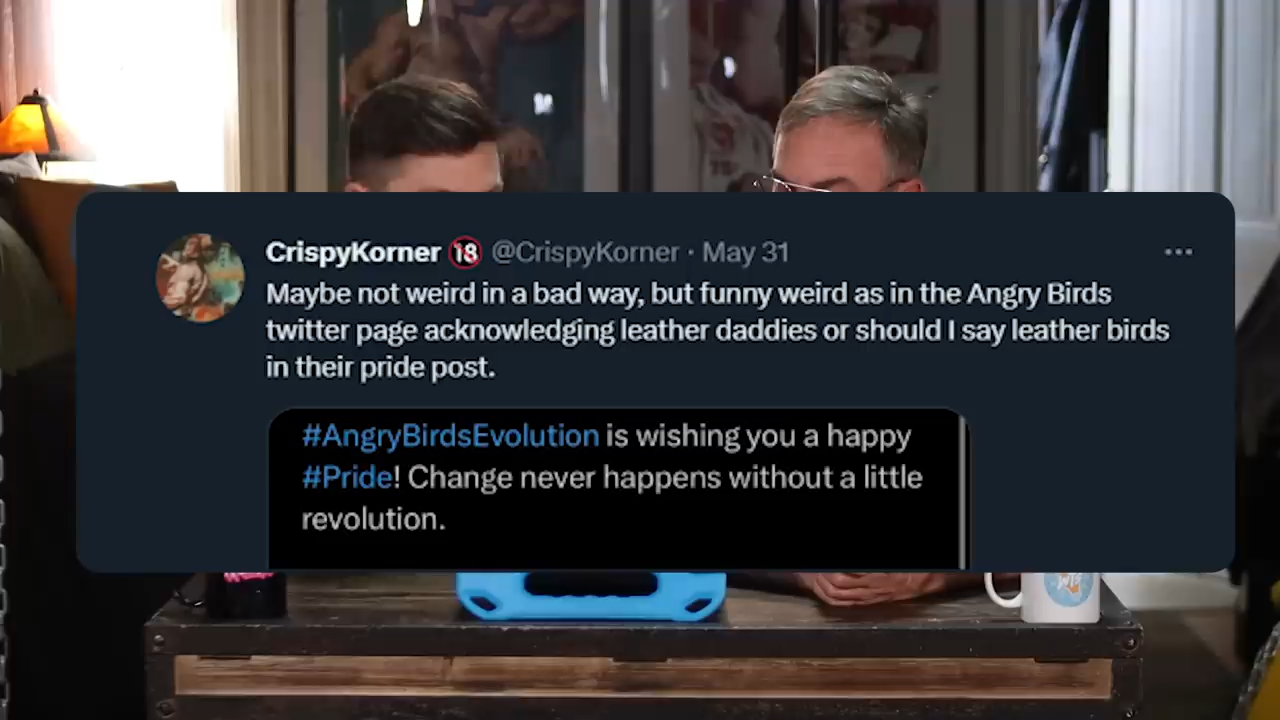 CrispyKorner 🔞 @CrispyKorner · May 31
Maybe not weird in a bad way, but funny weird as in the Angry Birds
twitter page acknowledging leather daddies or should I say leather birds
in their pride post.
#AngryBirdsEvolution is wishing you a happy
#Pride! Change never happens without a little
revolution.